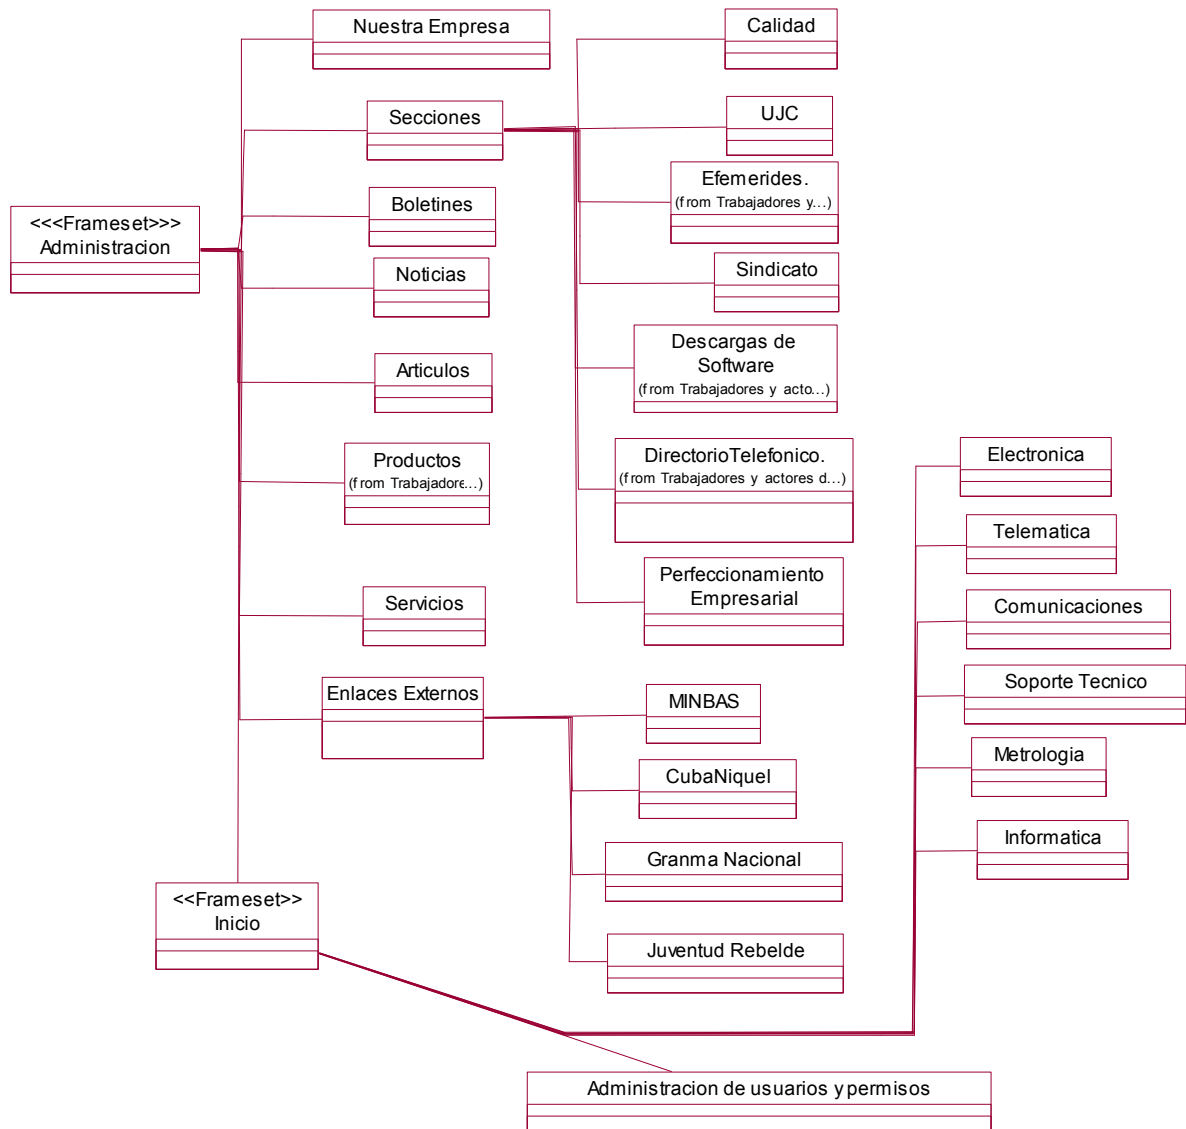 Nuestra Empresa
Calidad
Secciones
UJC
Efemerides.
(from Trabajadores y...)
Boletines
<<<Frameset>>>
Administracion
Noticias
Sindicato
Descargas de
Software
(from Trabajadores y acto...)
Articulos
Productos
(from Trabajadore...)
DirectorioTelefonico.
(from Trabajadores y actores d...)
Electronica
Telematica
Perfeccionamiento
Empresarial
Servicios
Comunicaciones
Enlaces Externos
MINBAS
Soporte Tecnico
CubaNiquel
Metrologia
Granma Nacional
Informatica
<<Frameset>>
Inicio
Juventud Rebelde
Administracion de usuarios y permisos